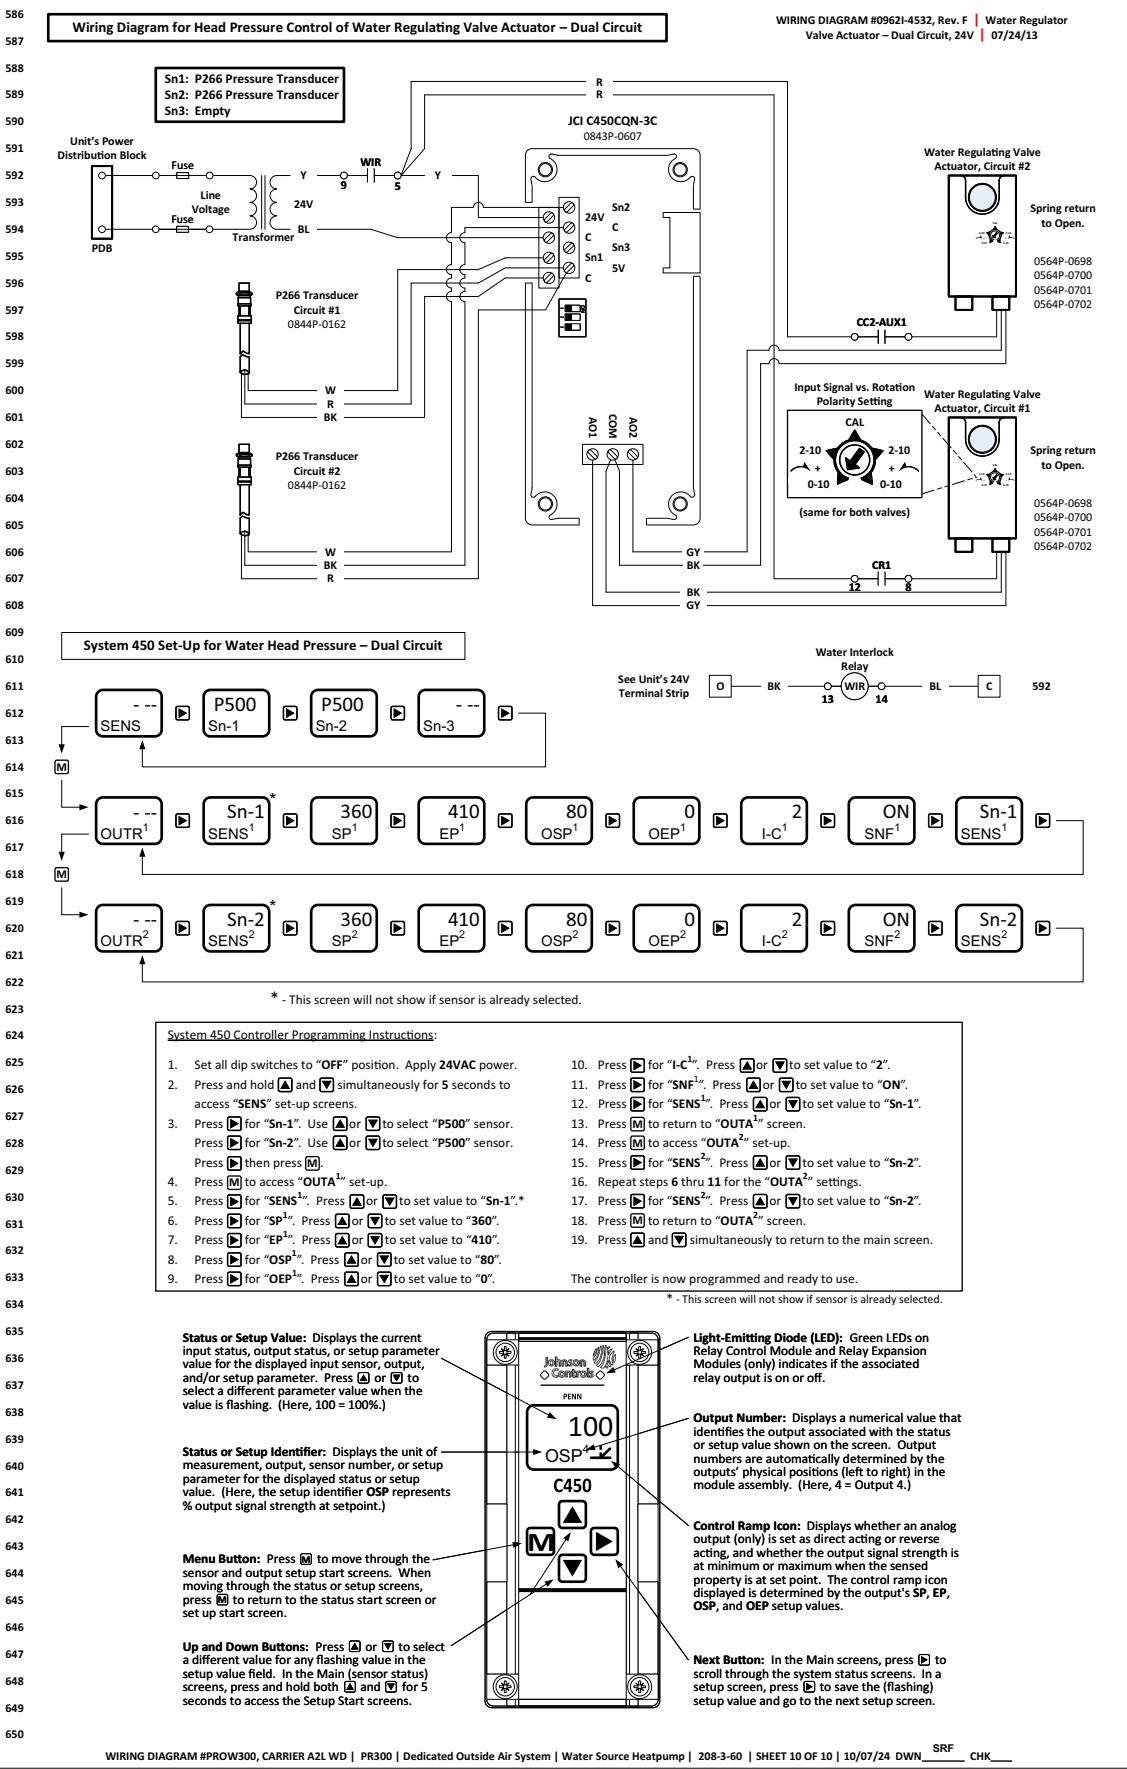 586
587
588
589
590
591
592
593
594
595
596
597
598
599
600
601
602
603
604
605
606
607
608
609
610
611
612
613
614
615
616
617
618
619
620
621
622
623
624
625
626
627
628
629
630
631
632
633
634
635
636
637
638
639
640
641
642
643
644
645
646
647
648
649
650
Wiring Diagram for Head Pressure Control of Water Regulating Valve Actuator – Dual Circuit
WIRING DIAGRAM #0962I-4532, Rev. F | Water Regulator
Valve Actuator – Dual Circuit, 24V | 07/24/13
Sn1: P266 Pressure Transducer
Sn2: P266 Pressure Transducer
Sn3: Empty
R
R
JCI C450CQN-3C
0843P-0607
Unit's Power
Distribution Block
PDB
Fuse
Fuse
Line
Voltage
Transformer
24V
Y
BL
9
WIR
5
Y
Sn2
24V
C
C
Sn3
Sn1
5V
C
P266 Transducer
Circuit #1
0844P-0162
W
R
BK
P266 Transducer
Circuit #2
0844P-0162
W
BK
R
AO1
COM
AO2
GY
BK
BK
GY
Water Regulating Valve
Actuator, Circuit #2
Spring return
to Open.
0564P-0698
0564P-0700
0564P-0701
0564P-0702
CC2-AUX1
Input Signal vs. Rotation
Polarity Setting
CAL
2-10
2-10
+
+
0-10
0-10
(same for both valves)
Water Regulating Valve
Actuator, Circuit #1
Spring return
to Open.
0564P-0698
0564P-0700
0564P-0701
0564P-0702
CR1
12
8
System 450 Set-Up for Water Head Pressure – Dual Circuit
See Unit's 24V
Terminal Strip
O
BK
13
Water Interlock
Relay
WIR
14
BL
C
592
- --
SENS
P500
Sn-1
P500
Sn-2
- --
Sn-3
M
- --
OUTR1
Sn-1
SENS1
*
360
SP1
410
EP1
80
OSP1
0
OEP1
2
I-C1
ON
SNF1
Sn-1
SENS1
M
- --
OUTR2
Sn-2
SENS2
*
360
SP2
410
EP2
80
OSP2
0
OEP2
2
I-C2
ON
SNF2
Sn-2
SENS2
* - This screen will not show if sensor is already selected.
System 450 Controller Programming Instructions:
1. Set all dip switches to “OFF” position. Apply 24VAC power.
2. Press and hold ▲ and ▼ simultaneously for 5 seconds to
access “SENS” set-up screens.
3. Press ► for “Sn-1”. Use ▲ or ▼ to select “P500” sensor.
Press ► for “Sn-2”. Use ▲ or ▼ to select “P500” sensor.
Press ► then press M.
4. Press M to access “OUTA1” set-up.
5. Press ► for “SENS1”. Press ▲ or ▼ to set value to “Sn-1”.*
6. Press ► for “SP1”. Press ▲ or ▼ to set value to “360”.
7. Press ► for “EP1”. Press ▲ or ▼ to set value to “410”.
8. Press ► for “OSP1”. Press ▲ or ▼ to set value to “80”.
9. Press ► for “OEP1”. Press ▲ or ▼ to set value to “0”.
10. Press ► for “I-C1”. Press ▲ or ▼ to set value to “2”.
11. Press ► for “SNF1”. Press ▲ or ▼ to set value to “ON”.
12. Press ► for “SENS1”. Press ▲ or ▼ to set value to “Sn-1”.
13. Press M to return to “OUTA1” screen.
14. Press M to access “OUTA2” set-up.
15. Press ► for “SENS2”. Press ▲ or ▼ to set value to “Sn-2”.
16. Repeat steps 6 thru 11 for the “OUTA2” settings.
17. Press ► for “SENS2”. Press ▲ or ▼ to set value to “Sn-2”.
18. Press M to return to “OUTA2” screen.
19. Press ▲ and ▼ simultaneously to return to the main screen.
The controller is now programmed and ready to use.
* - This screen will not show if sensor is already selected.
Status or Setup Value: Displays the current
input status, output status, or setup parameter
value for the displayed input sensor, output,
and/or setup parameter. Press ▲ or ▼ to
select a different parameter value when the
value is flashing. (Here, 100 = 100%.)
Status or Setup Identifier: Displays the unit of
measurement, output, sensor number, or setup
parameter for the displayed status or setup
value. (Here, the setup identifier OSP represents
% output signal strength at setpoint.)
Menu Button: Press M to move through the
sensor and output setup start screens. When
moving through the status or setup screens,
press M to return to the status start screen or
set up start screen.
Up and Down Buttons: Press ▲ or ▼ to select
a different value for any flashing value in the
setup value field. In the Main (sensor status)
screens, press and hold both ▲ and ▼ for 5
seconds to access the Setup Start screens.
Johnson
Controls
PENN
100
OSP4
C450
M
Light-Emitting Diode (LED): Green LEDs on
Relay Control Module and Relay Expansion
Modules (only) indicates if the associated
relay output is on or off.
Output Number: Displays a numerical value that
identifies the output associated with the status
or setup value shown on the screen. Output
numbers are automatically determined by the
outputs' physical positions (left to right) in the
module assembly. (Here, 4 = Output 4.)
Control Ramp Icon: Displays whether an analog
output (only) is set as direct acting or reverse
acting, and whether the output signal strength is
at minimum or maximum when the sensed
property is at set point. The control ramp icon
displayed is determined by the output's SP, EP,
OSP, and OEP setup values.
Next Button: In the Main screens, press ► to
scroll through the system status screens. In a
setup screen, press ► to save the (flashing)
setup value and go to the next setup screen.
WIRING DIAGRAM #PROW300, CARRIER A2L WD | PR300 | Dedicated Outside Air System | Water Source Heatpump | 208-3-60 | SHEET 10 OF 10 | 10/07/24 DWN SRF CHK